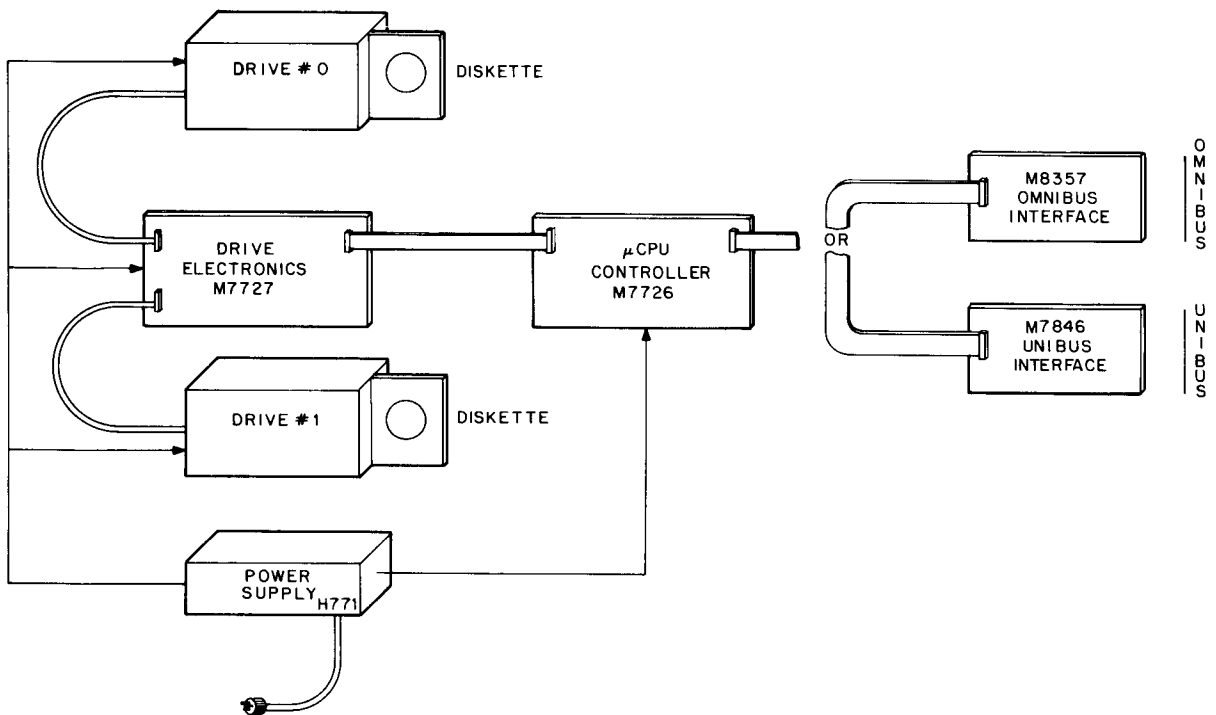 DRIVE #0
DISKETTE
DRIVE
ELECTRONICS
M7727
µCPU
CONTROLLER
M7726
OR
M8357
OMNIBUS
INTERFACE
OMNIBUS
M7846
UNIBUS
INTERFACE
UNIBUS
DRIVE #1
DISKETTE
POWER
SUPPLY
H771